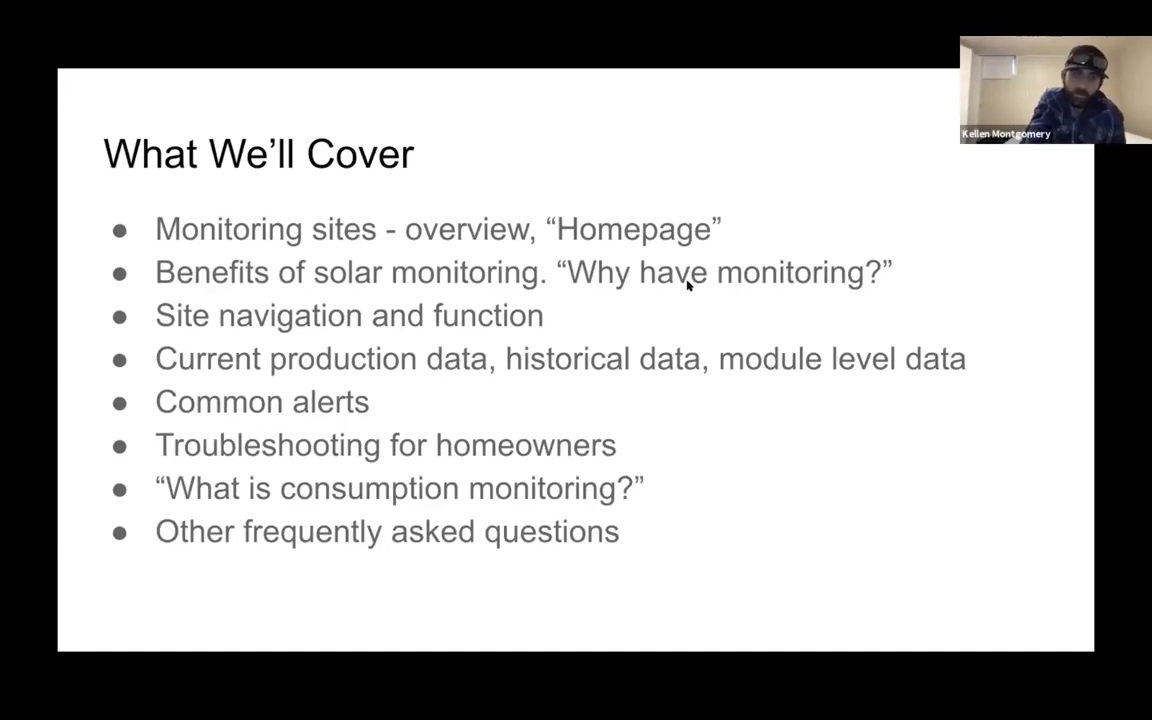 Kellen Montgomery
What We’ll Cover
● Monitoring sites - overview, “Homepage”
● Benefits of solar monitoring. “Why have monitoring?”
● Site navigation and function
● Current production data, historical data, module level data
● Common alerts
● Troubleshooting for homeowners
● “What is consumption monitoring?”
● Other frequently asked questions